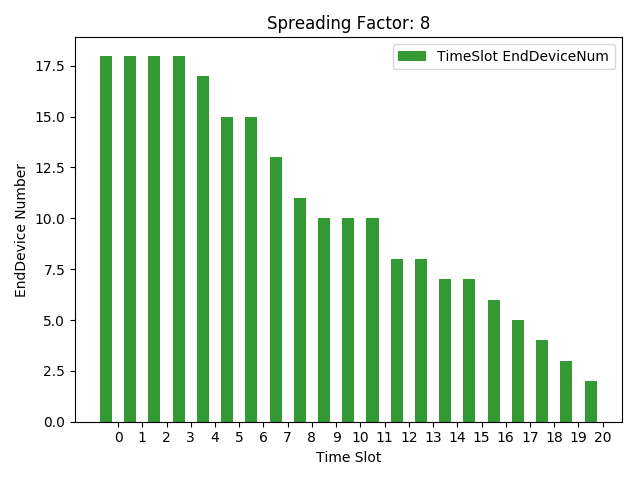 Spreading Factor: 8
TimeSlot EndDeviceNum
17.5
15.0
12.5
10.0
7.5
5.0
2.5
0.0
EndDevice Number
0 1 2 3 4 5 6 7 8 9 10 11 12 13 14 15 16 17 18 19 20
Time Slot